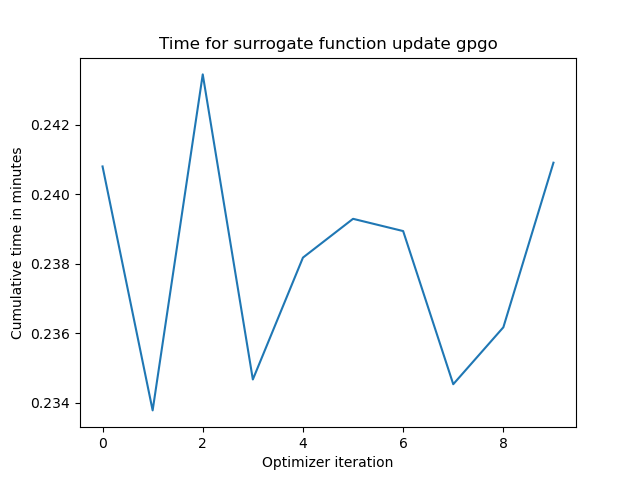 Time for surrogate function update gpgo
Cumulative time in minutes
0.242
0.240
0.238
0.236
0.234
0 2 4 6 8
Optimizer iteration